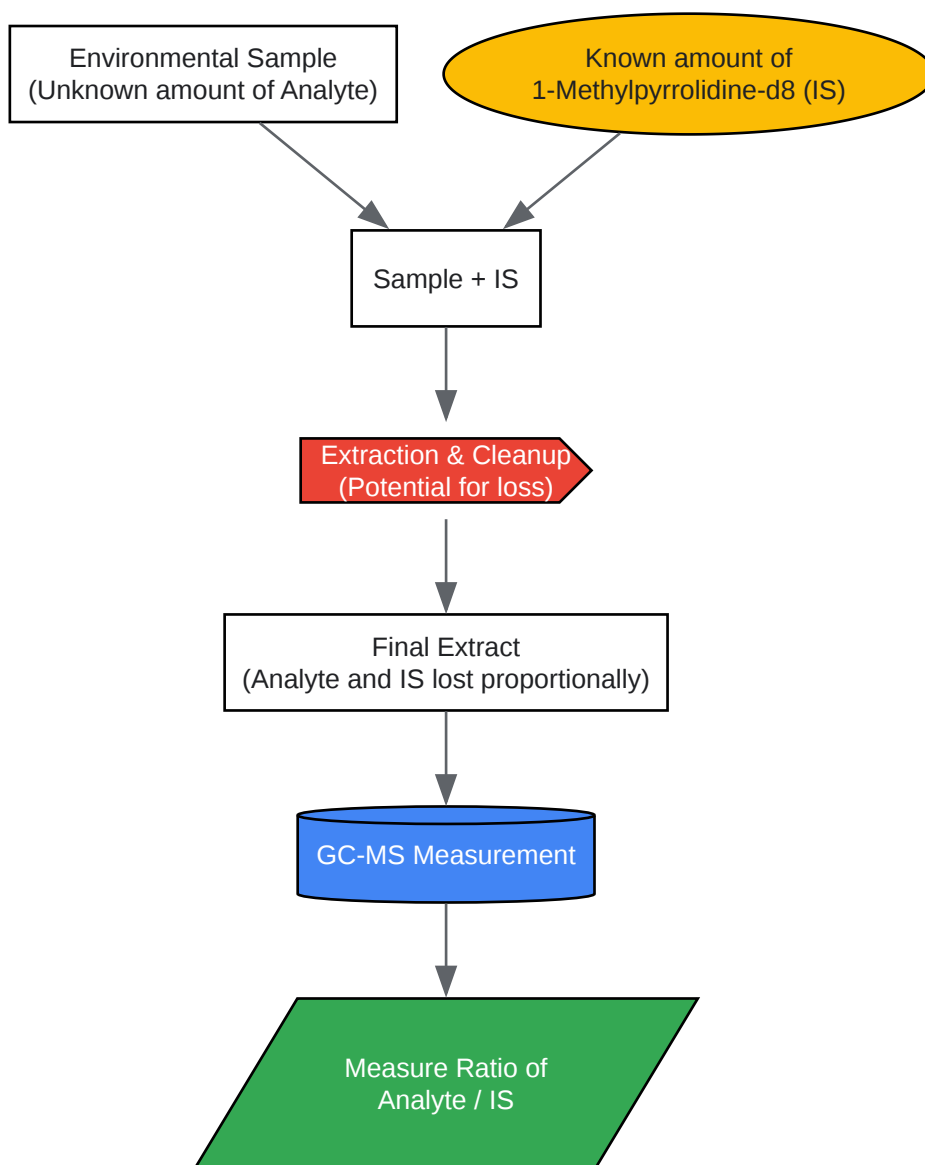 Environmental Sample
(Unknown amount of Analyte)
Known amount of
1-Methylpyrrolidine-d8 (IS)
Sample + IS
Extraction & Cleanup
(Potential for loss)
Final Extract
(Analyte and IS lost proportionally)
GC-MS Measurement
Measure Ratio of
Analyte / IS